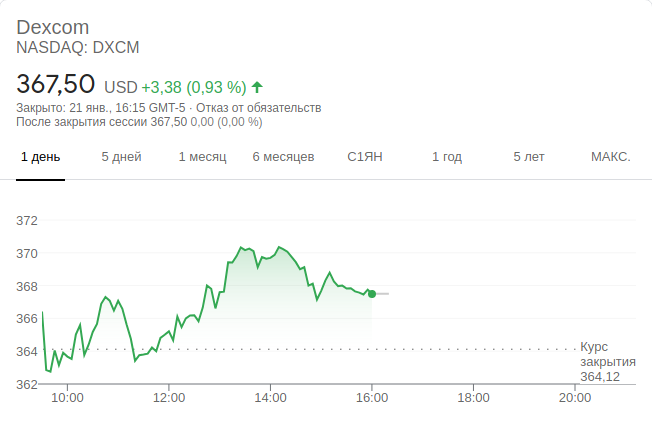 Dexcom
NASDAQ: DXCM
367,50 USD +3,38 (0,93 %)
Закрыто: 21 янв., 16:15 GMT-5 · Отказ от обязательств
После закрытия сессии 367,50 0,00 (0,00 %)
1 день 5 дней 1 месяц 6 месяцев С1ЯН 1 год 5 лет МАКС.
372
370
368
366
364
362
Курс
закрытия
364,12
10:00 12:00 14:00 16:00 18:00 20:00